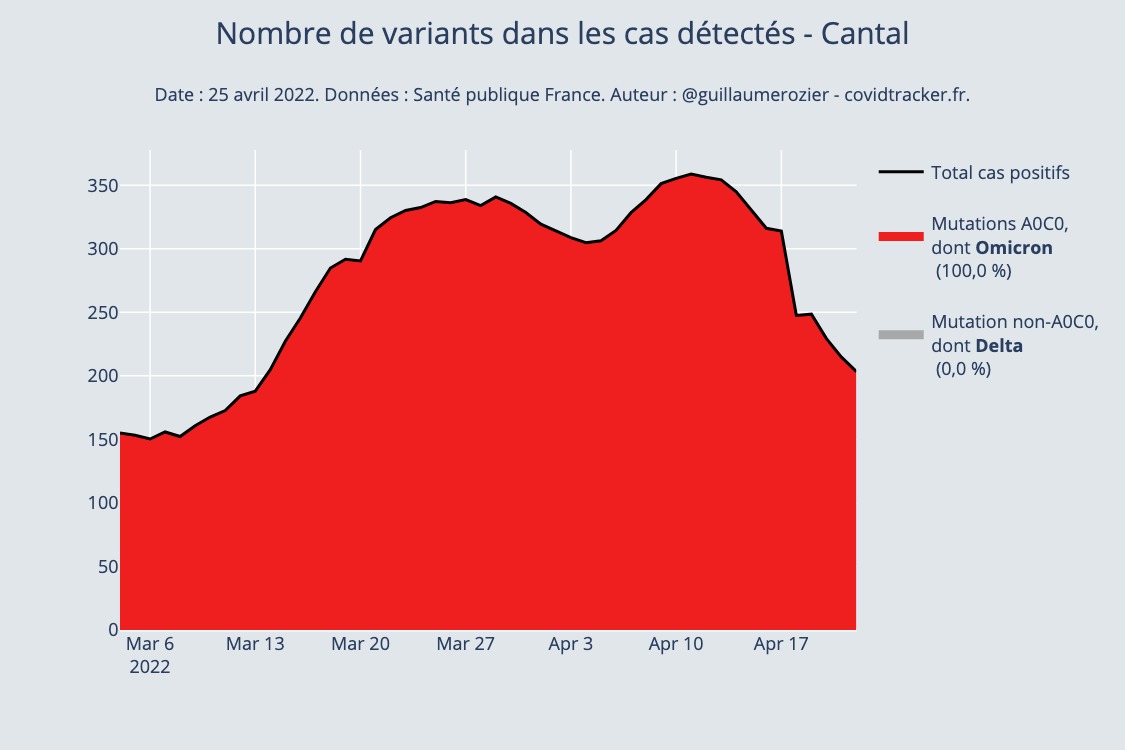 Nombre de variants dans les cas détectés - Cantal
Date : 25 avril 2022. Données : Santé publique France. Auteur : @guillaumerozier - covidtracker.fr.
350
300
250
200
150
100
50
0
Mar 6
2022
Mar 13
Mar 20
Mar 27
Apr 3
Apr 10
Apr 17
Total cas positifs
Mutations A0C0,
dont Omicron
(100,0 %)
Mutation non-A0C0,
dont Delta
(0,0 %)